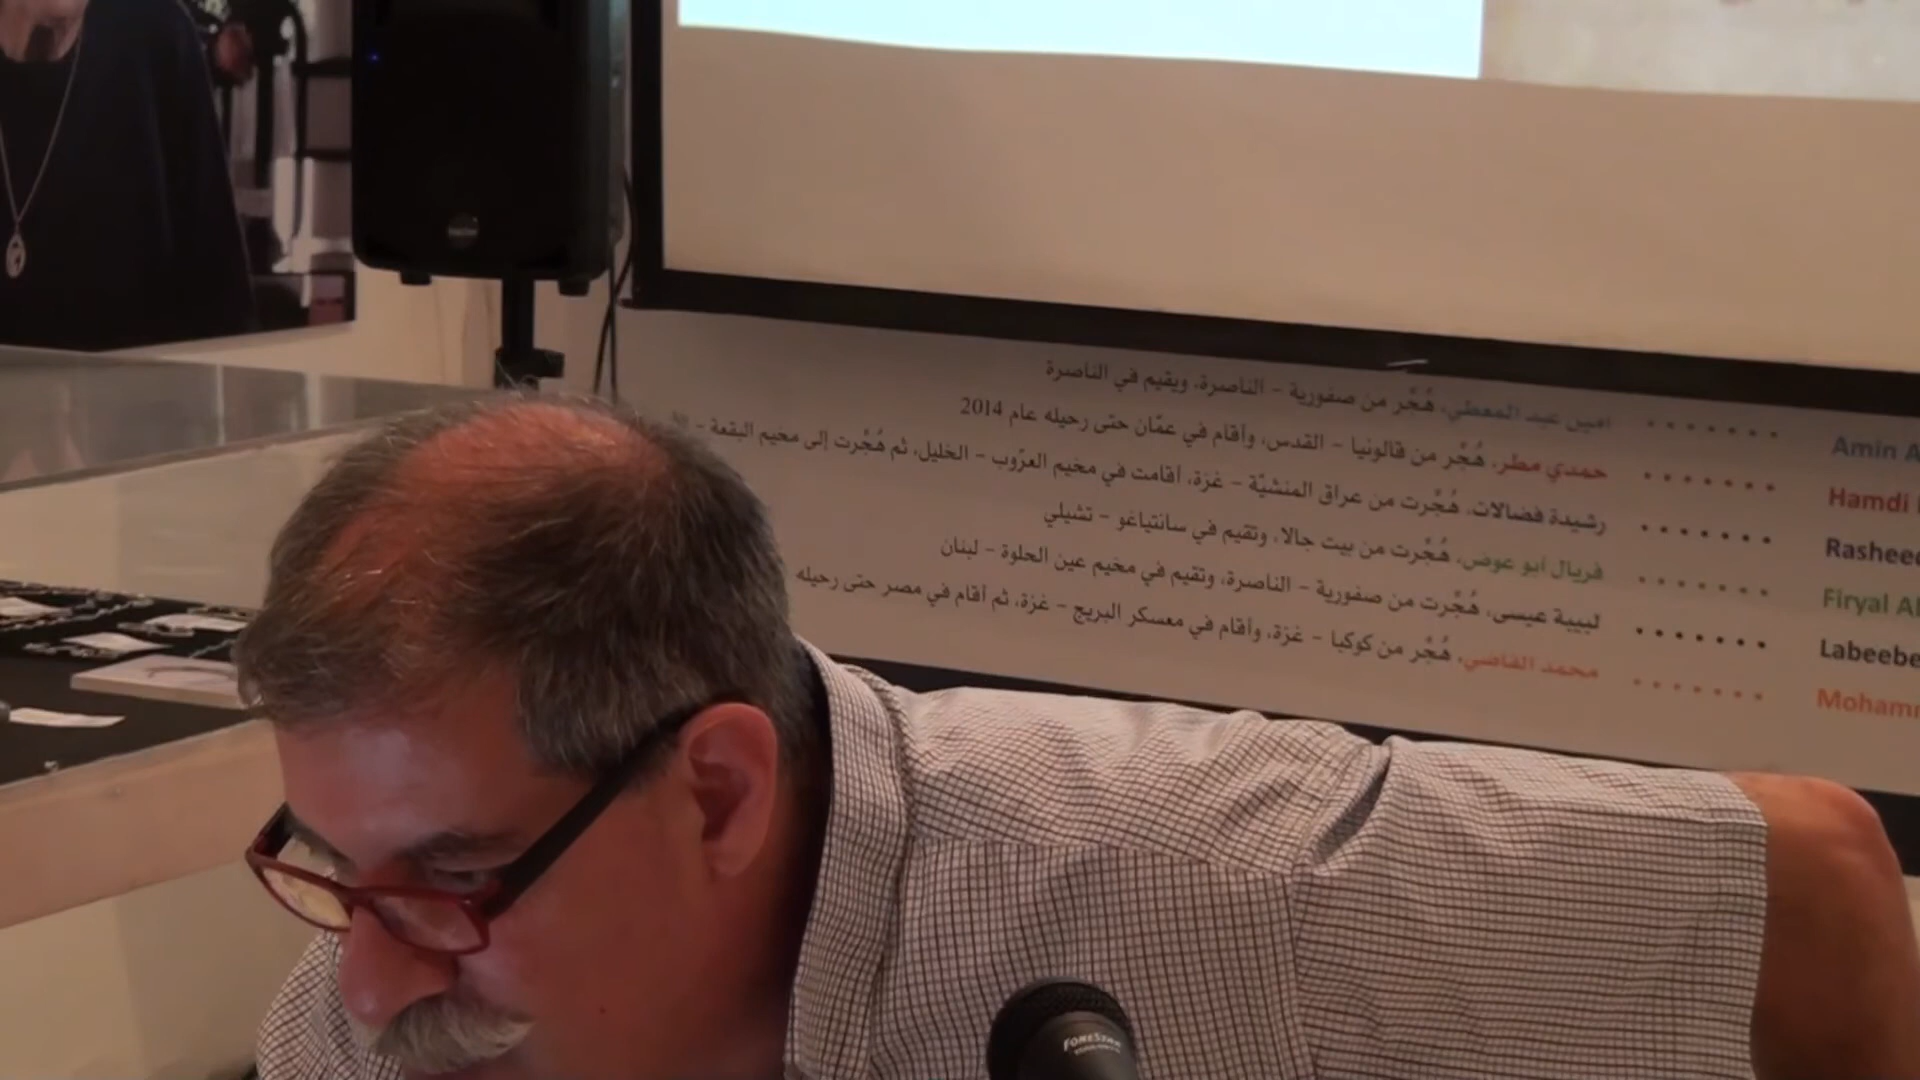 امين عبد المعطي، هُجِّر من صفورية – الناصرة، ويقيم في الناصرة ....... Amin A
حمدي مطر، هُجِّر من قالونيا – القدس، وأقام في عمّان حتى رحيله عام 2014 ....... Hamdi
رشيدة فضالات، هُجِّرت من عراق المنشيّة – غزة، أقامت في مخيم العرّوب – الخليل، ثم هُجِّرت إلى مخيم البقعة – ....... Rasheed
فريال أبو عوض، هُجِّرت من بيت جالا، وتقيم في سانتياغو – تشيلي ....... Firyal Al
لبيبة عيسى، هُجِّرت من صفورية – الناصرة، وتقيم في مخيم عين الحلوة – لبنان ....... Labeebe
محمد القاضي، هُجِّر من كوكبا – غزة، وأقام في معسكر البريج – غزة، ثم أقام في مصر حتى رحيله ....... Mohamm
FONESTAR